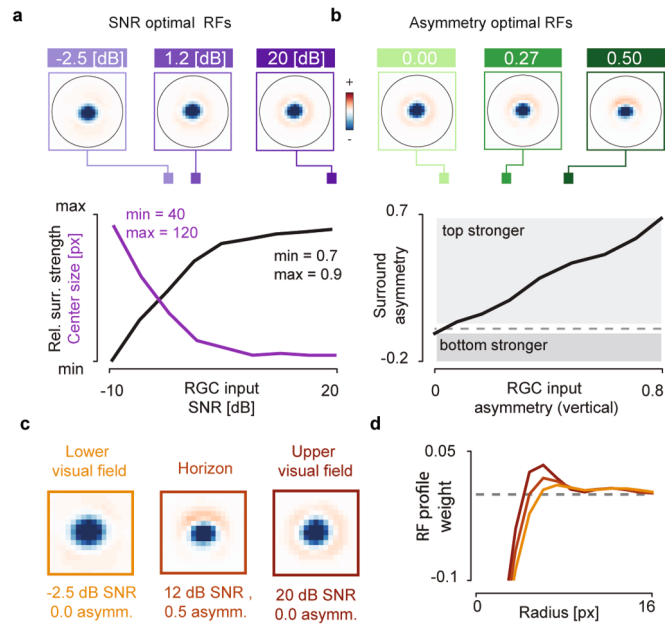 a
SNR optimal RFs
-2.5 [dB]
1.2 [dB]
20 [dB]
+
-
max
min = 40
max = 120
min = 0.7
max = 0.9
Rel. surr. strength
Center size [px]
min
-10
RGC input
SNR [dB]
20
b
Asymmetry optimal RFs
0.00
0.27
0.50
0.7
top stronger
Surround
asymmetry
bottom stronger
-0.2
0
RGC input
asymmetry (vertical)
0.8
c
Lower
visual field
Horizon
Upper
visual field
-2.5 dB SNR
0.0 asymm.
12 dB SNR ,
0.5 asymm.
20 dB SNR
0.0 asymm.
d
0.05
RF profile
weight
-0.1
0
Radius [px]
16